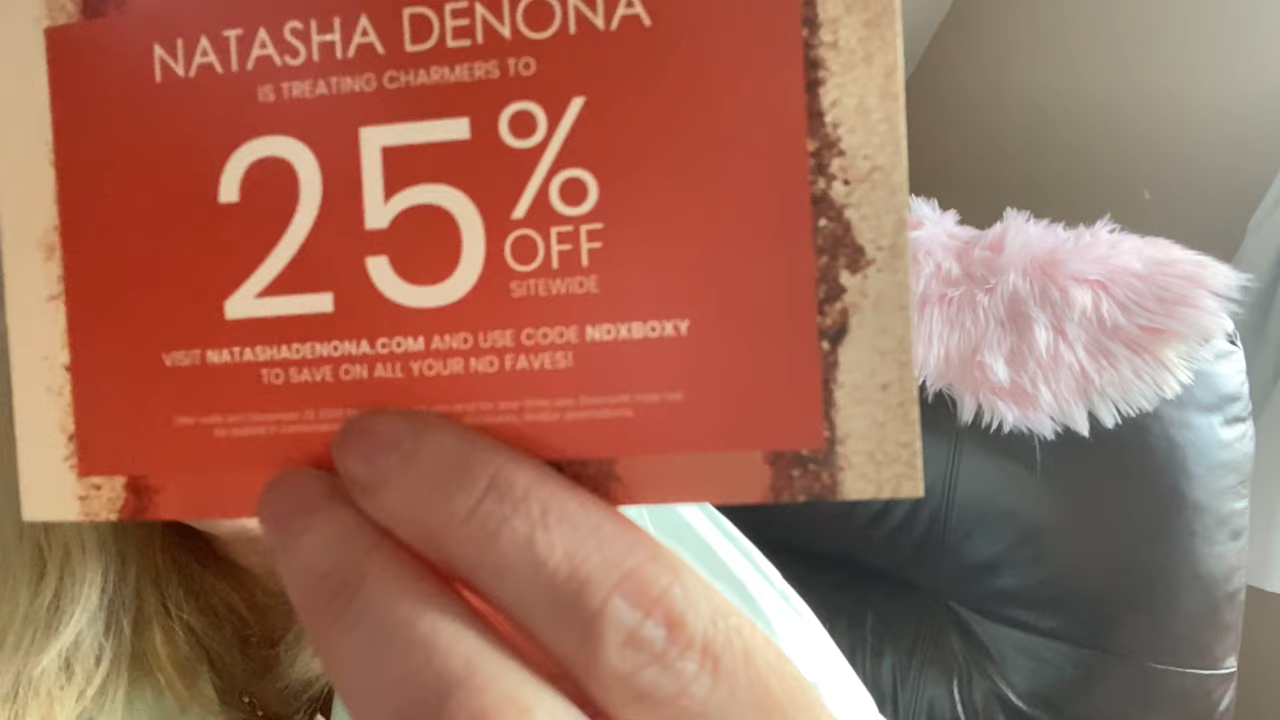 NATASHA DENONA
IS TREATING CHARMERS TO
25%
OFF
SITEWIDE
VISIT NATASHADENONA.COM AND USE CODE NDXBOXY
TO SAVE ON ALL YOUR ND FAVES!